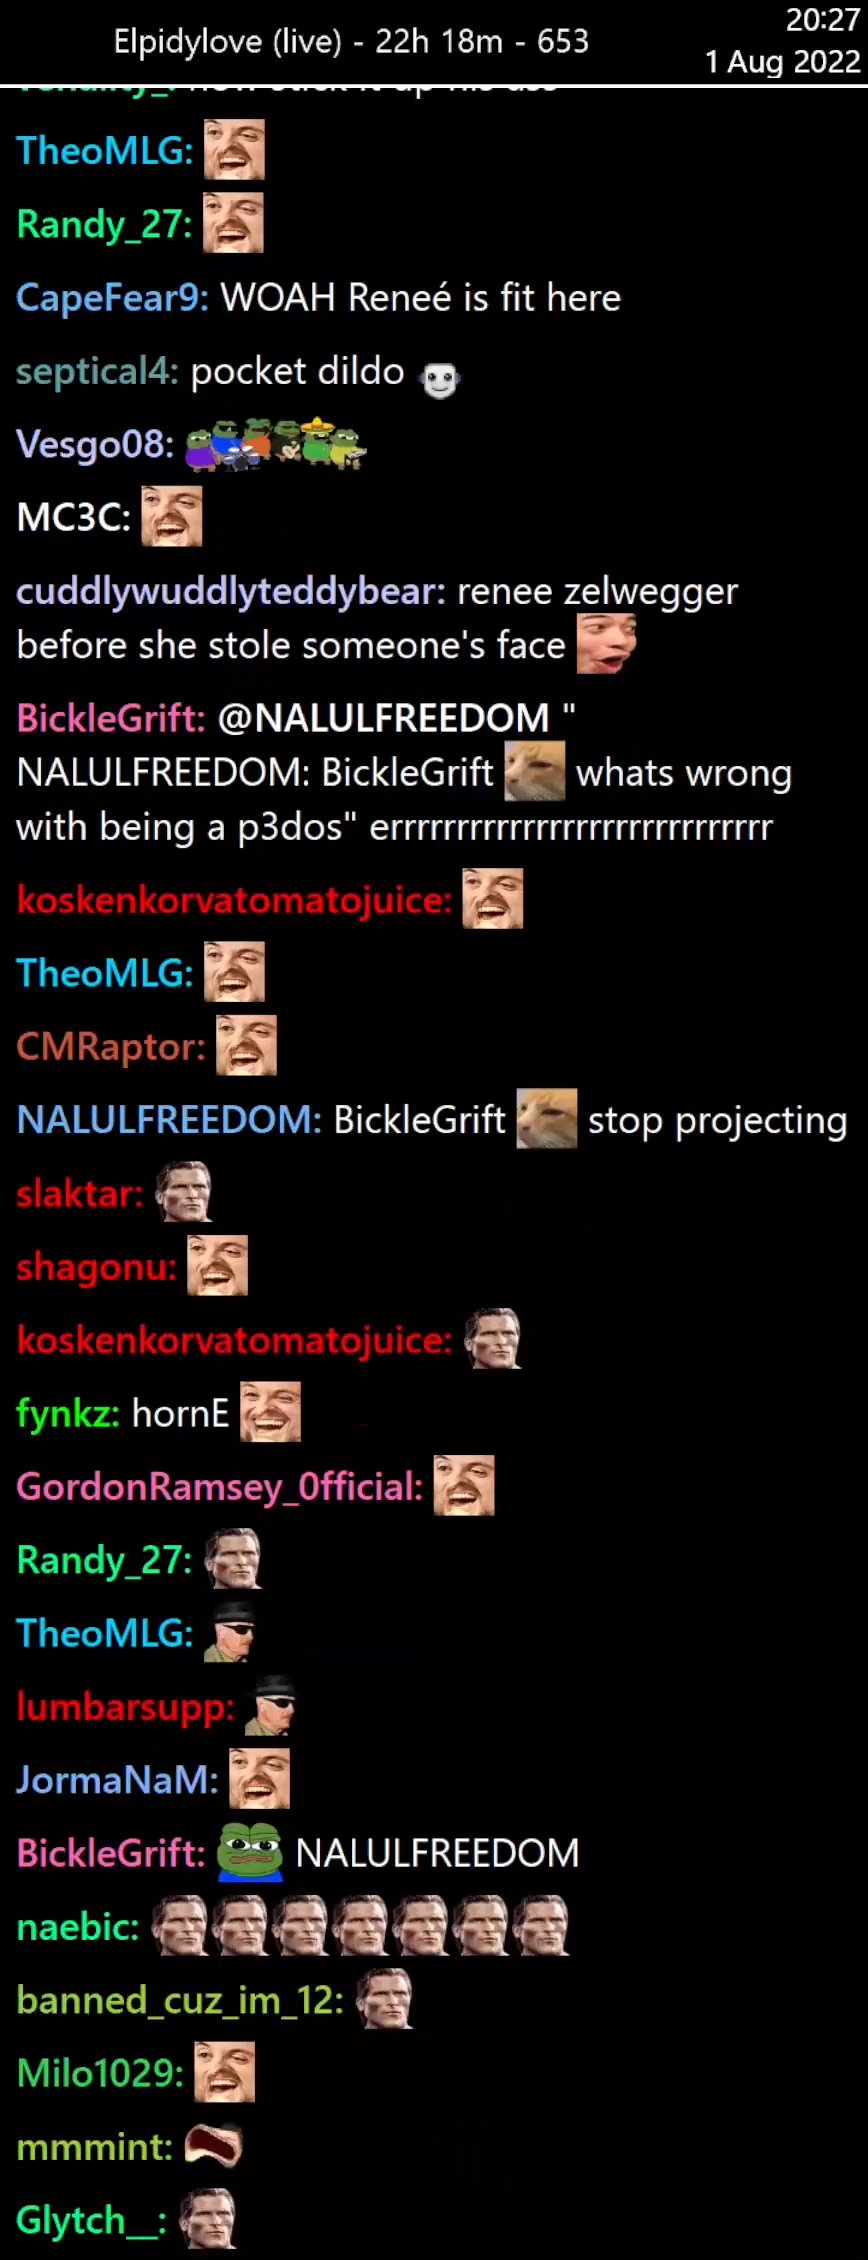 Elpidylove (live) - 22h 18m - 653
20:27
1 Aug 2022
TheoMLG:
Randy_27:
CapeFear9: WOAH Reneé is fit here
septical4: pocket dildo
Vesgo08:
MC3C:
cuddlywuddlyteddybear: renee zelwegger
before she stole someone's face
BickleGrift: @NALULFREEDOM "
NALULFREEDOM: BickleGrift whats wrong
with being a p3dos" errrrrrrrrrrrrrrrrrrrrrrrrrrrrrr
koskenkorvatomatojuice:
TheoMLG:
CMRaptor:
NALULFREEDOM: BickleGrift stop projecting
slaktar:
shagonu:
koskenkorvatomatojuice:
fynkz: hornE
GordonRamsey_0fficial:
Randy_27:
TheoMLG:
lumbarsupp:
JormaNaM:
BickleGrift: NALULFREEDOM
naebic:
banned_cuz_im_12:
Milo1029:
mmmint:
Glytch__: